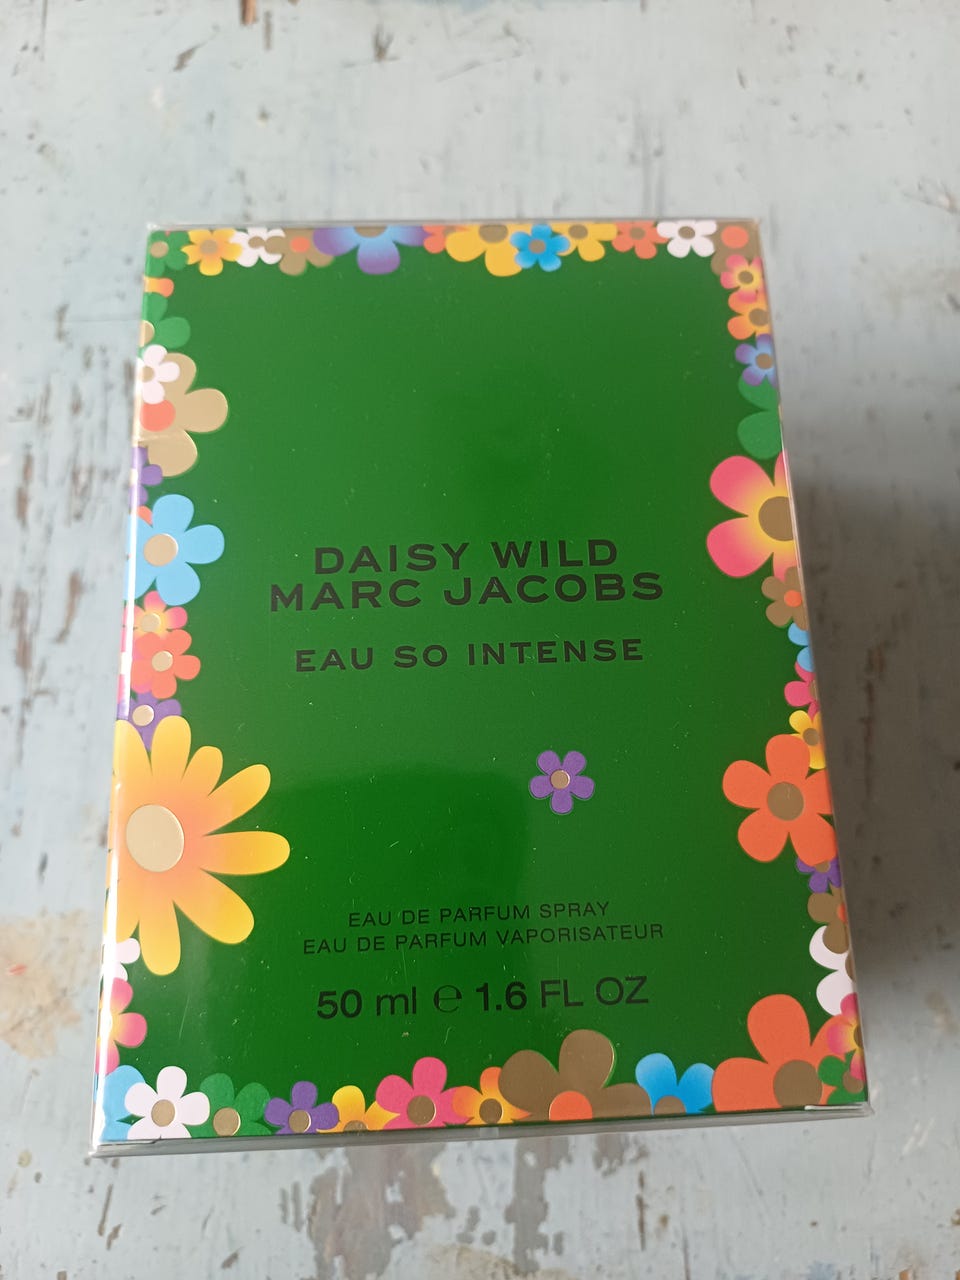 DAISY WILD
MARC JACOBS
EAU SO INTENSE
EAU DE PARFUM SPRAY
EAU DE PARFUM VAPORISATEUR
50 ml ℮ 1.6 FL OZ